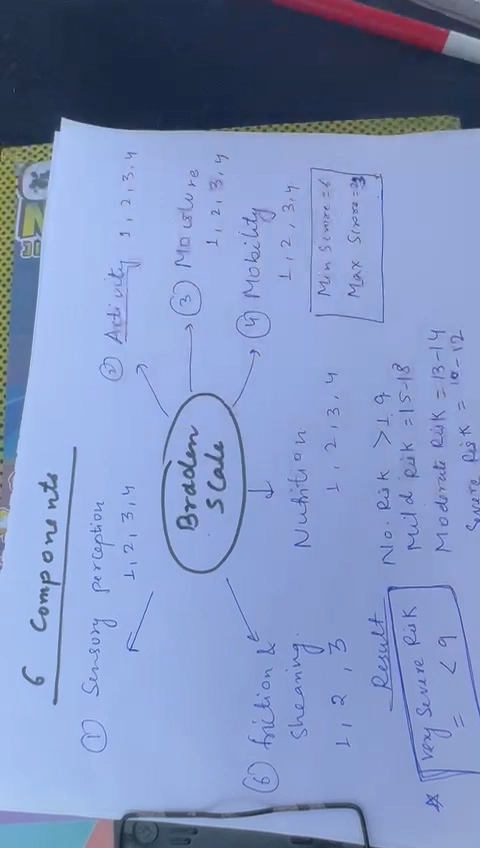 6 Components
① Sensory perception
1, 2, 3, 4
② Activity 1, 2, 3, 4
③ Moisture
1, 2, 3, 4
④ Mobility
1, 2, 3, 4
Braden
Scale
Nutrition
1, 2, 3, 4
⑥ friction &
Shearing.
1, 2, 3
Min Score = 6
Max Score = 23
Result
No. Risk > 19
Mild Risk = 15-18
Moderate Risk = 13-14
Severe Risk = 10-12
Very Severe Risk
= < 9